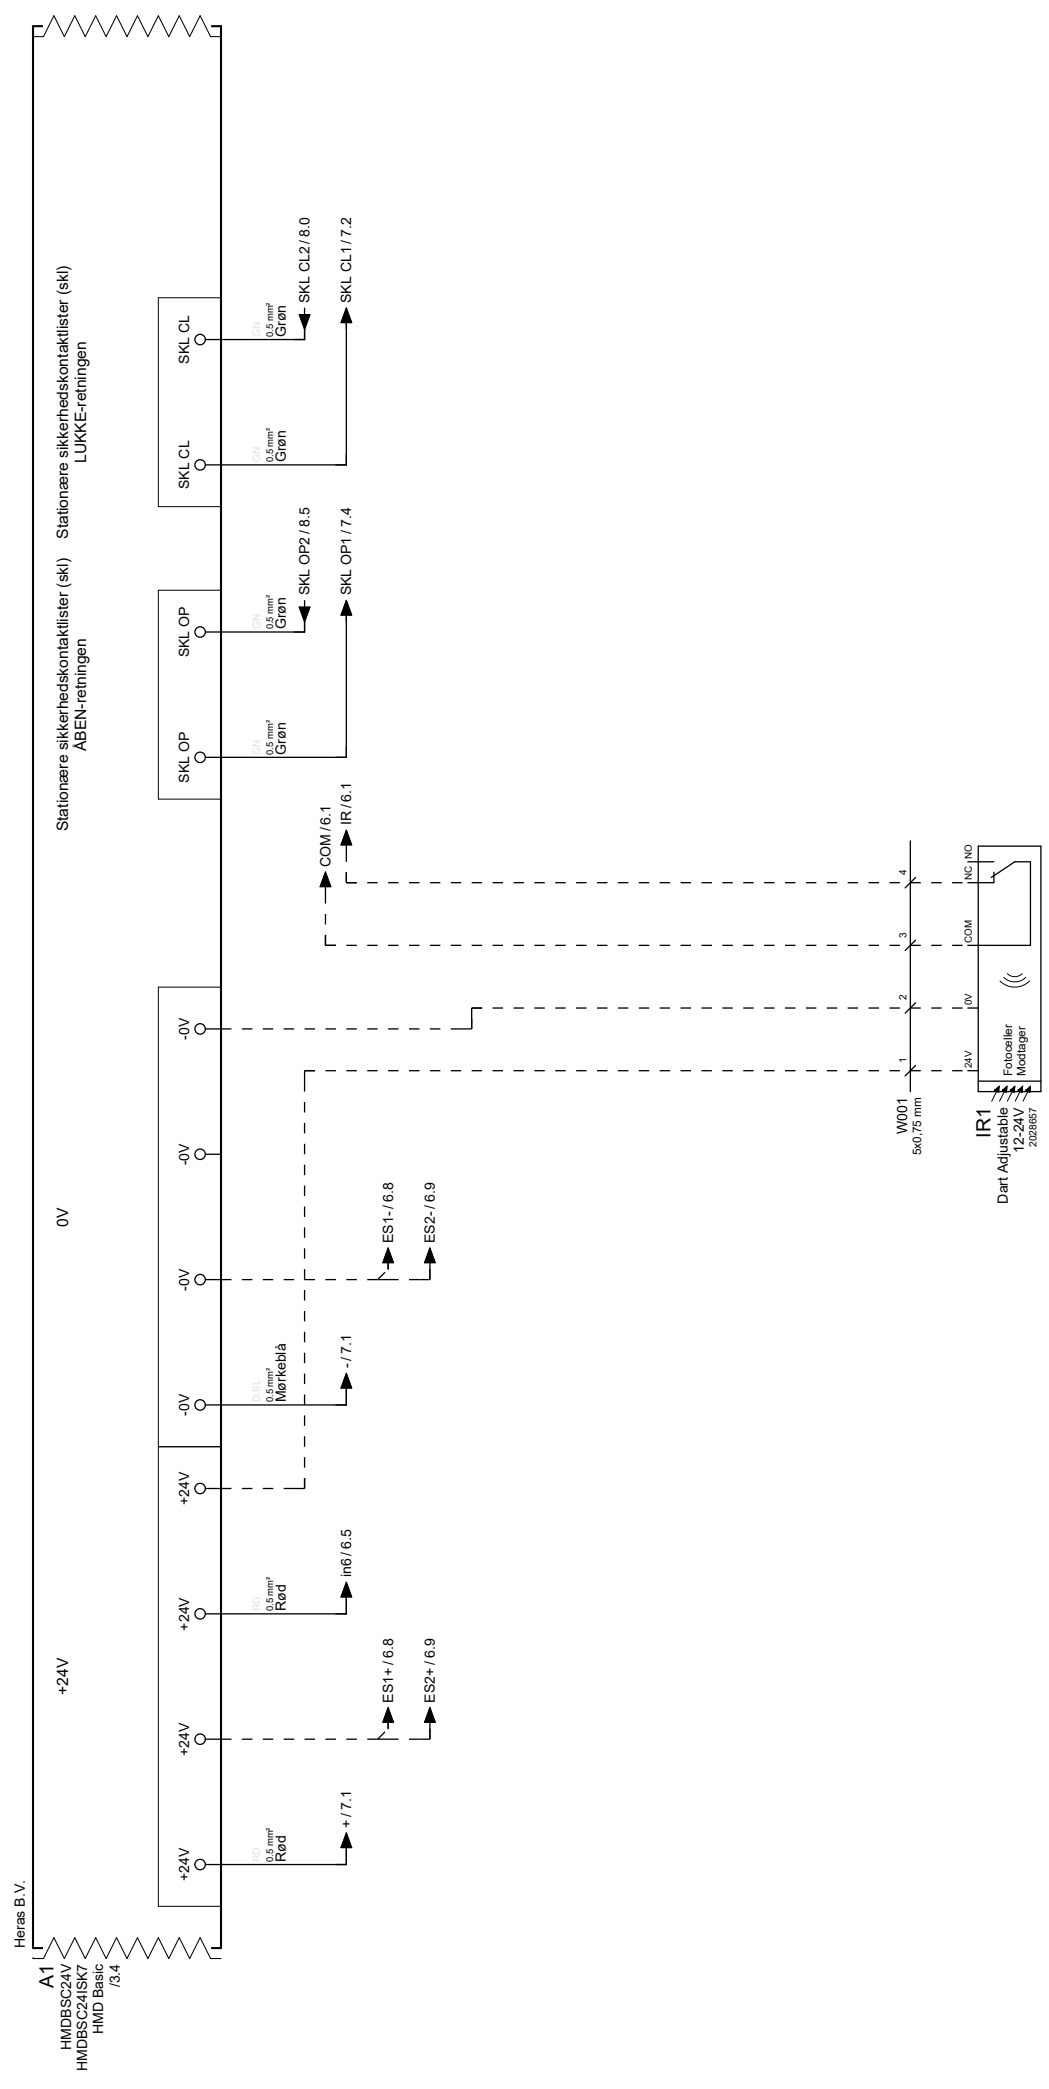 Heras B.V.
A1
HMDBSC24V
HMDBSC24ISK7
HMD Basic
/3.4
+24V
0V
Stationære sikkerhedskontaktlister (skl)
ÅBEN-retningen
Stationære sikkerhedskontaktlister (skl)
LUKKE-retningen
+24V
+24V
+24V
+24V
-0V
-0V
-0V
-0V
SKL OP
SKL OP
SKL CL
SKL CL
RD
0.5 mm²
Rød
+ / 7.1
ES1+ / 6.8
ES2+ / 6.9
RD
0.5 mm²
Rød
in6 / 6.5
D.BL
0.5 mm²
Mørkeblå
- / 7.1
ES1- / 6.8
ES2- / 6.9
COM / 6.1
IR / 6.1
GN
0.5 mm²
Grøn
SKL OP1 / 7.4
GN
0.5 mm²
Grøn
SKL OP2 / 8.5
GN
0.5 mm²
Grøn
SKL CL1 / 7.2
GN
0.5 mm²
Grøn
SKL CL2 / 8.0
W001
5x0,75 mm
1
2
3
4
IR1
Dart Adjustable
12-24V
2028657
24V
0V
COM
NC
NO
Fotoceller
Modtager